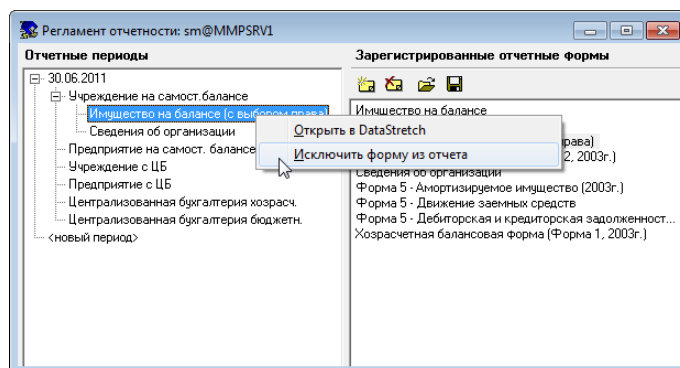 Регламент отчетности: sm@MMPSRV1
Отчетные периоды
Зарегистрированные отчетные формы
30.06.2011
Учреждение на самост.балансе
Имущество на балансе (с выбором права)
Сведения об организации
Предприятие на самост. балансе
Учреждение с ЦБ
Предприятие с ЦБ
Централизованная бухгалтерия хозрасч.
Централизованная бухгалтерия бюджетн.
<новый период>
Открыть в DataStretch
Исключить форму из отчета
Имущество на балансе
права)
2, 2003г.)
Сведения об организации
Форма 5 - Амортизируемое имущество (2003г.)
Форма 5 - Движение заемных средств
Форма 5 - Дебиторская и кредиторская задолженност...
Хозрасчетная балансовая форма (Форма 1, 2003г.)